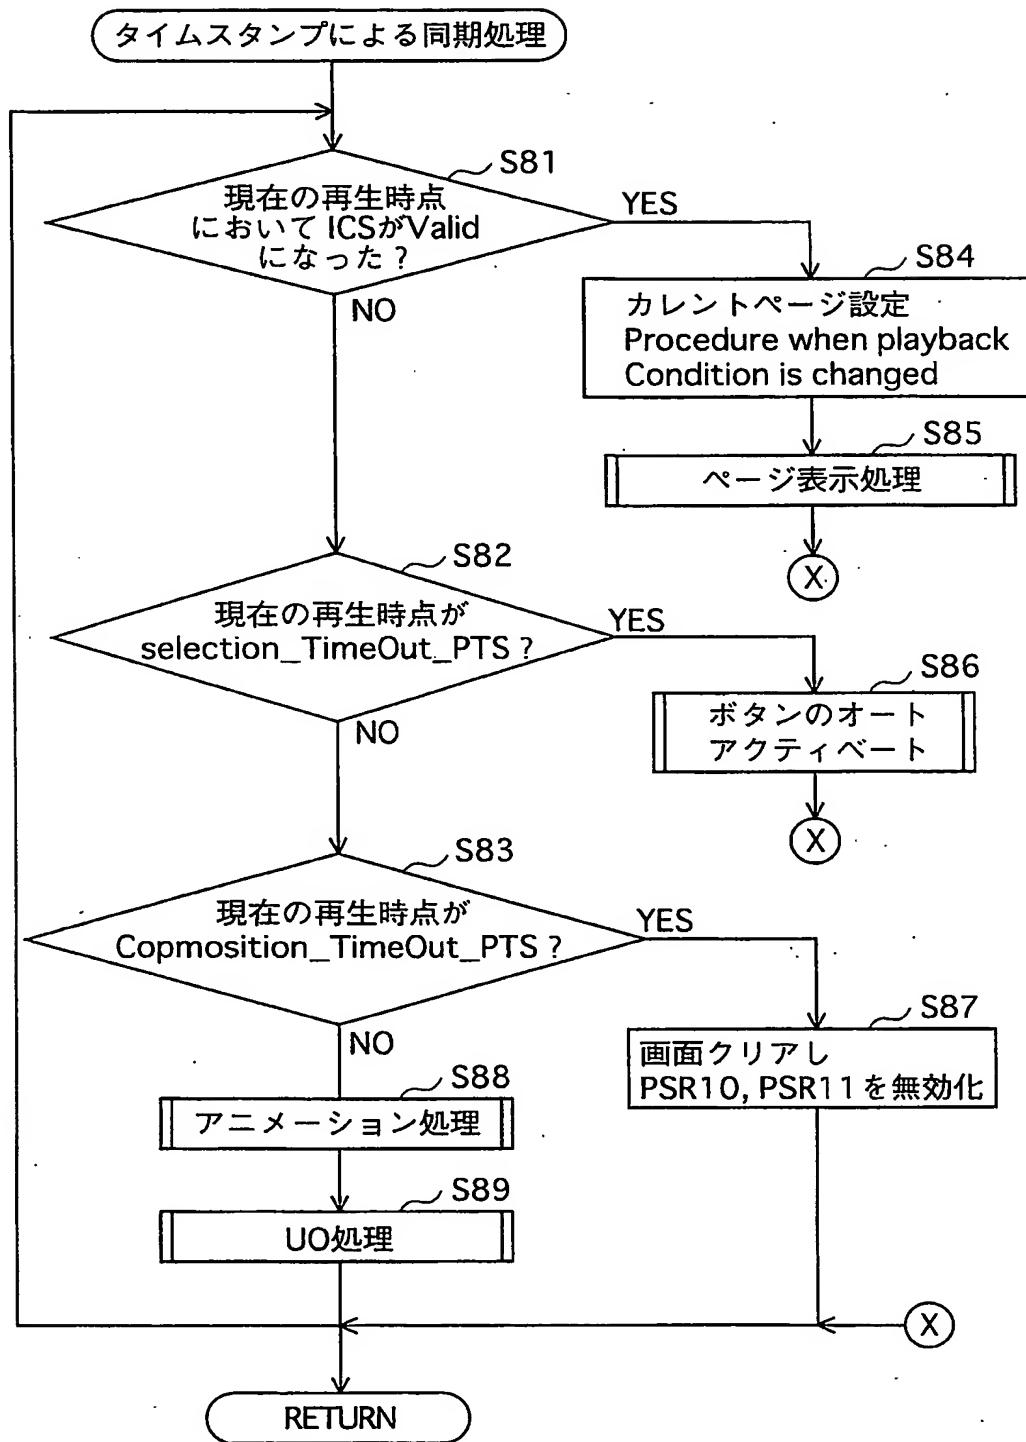 タイムスタンプによる同期処理
S81
現在の再生時点
において ICSがValid
になった?
YES
NO
S84
カレントページ設定
Procedure when playback
Condition is changed
S85
ページ表示処理
X
S82
現在の再生時点が
selection_TimeOut_PTS ?
YES
NO
S86
ボタンのオート
アクティベート
X
S83
現在の再生時点が
Copmosition_TimeOut_PTS ?
YES
NO
S87
画面クリアし
PSR10, PSR11を無効化
S88
アニメーション処理
S89
UO処理
X
RETURN